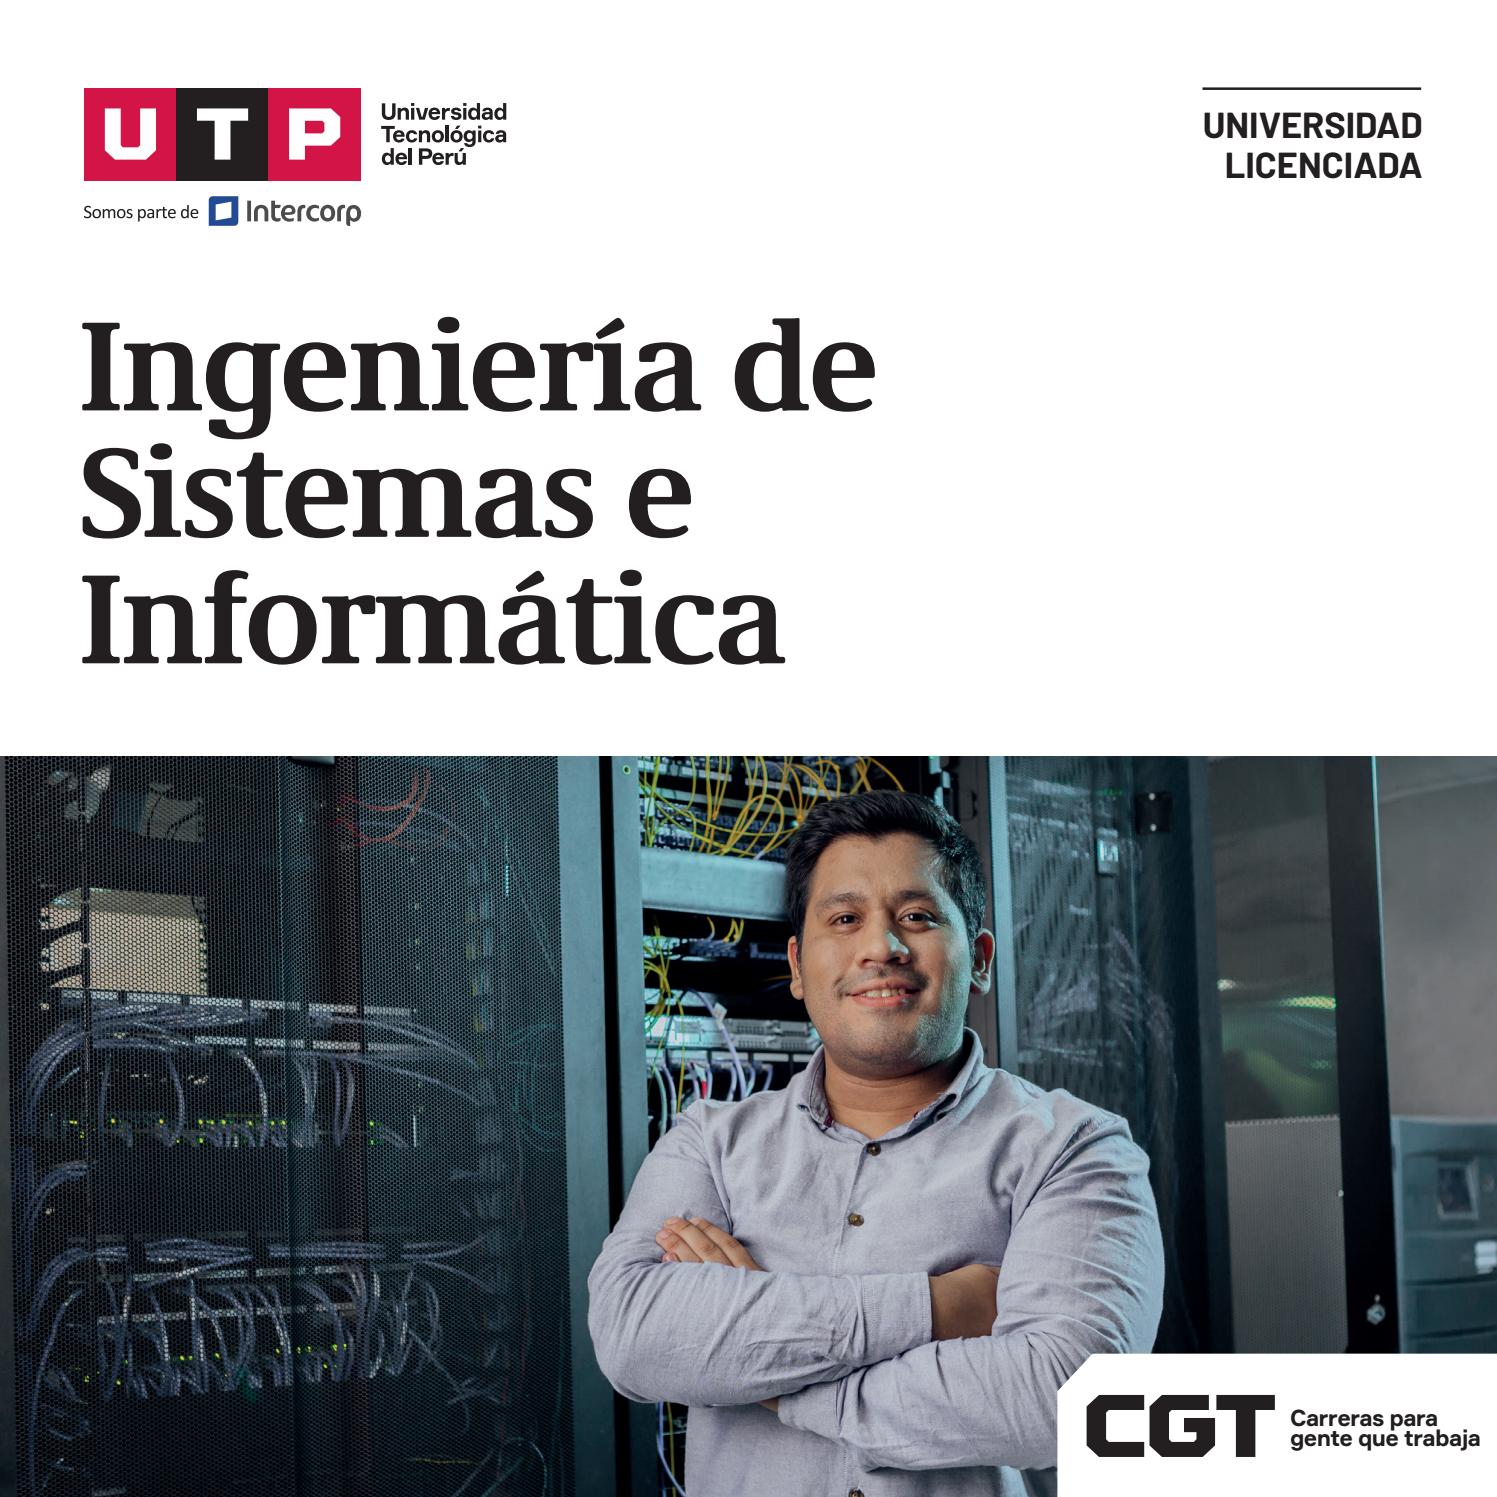 UTP
Universidad
Tecnológica
del Perú
Somos parte de Intercorp
UNIVERSIDAD
LICENCIADA
Ingeniería de
Sistemas e
Informática
CGT
Carreras para
gente que trabaja